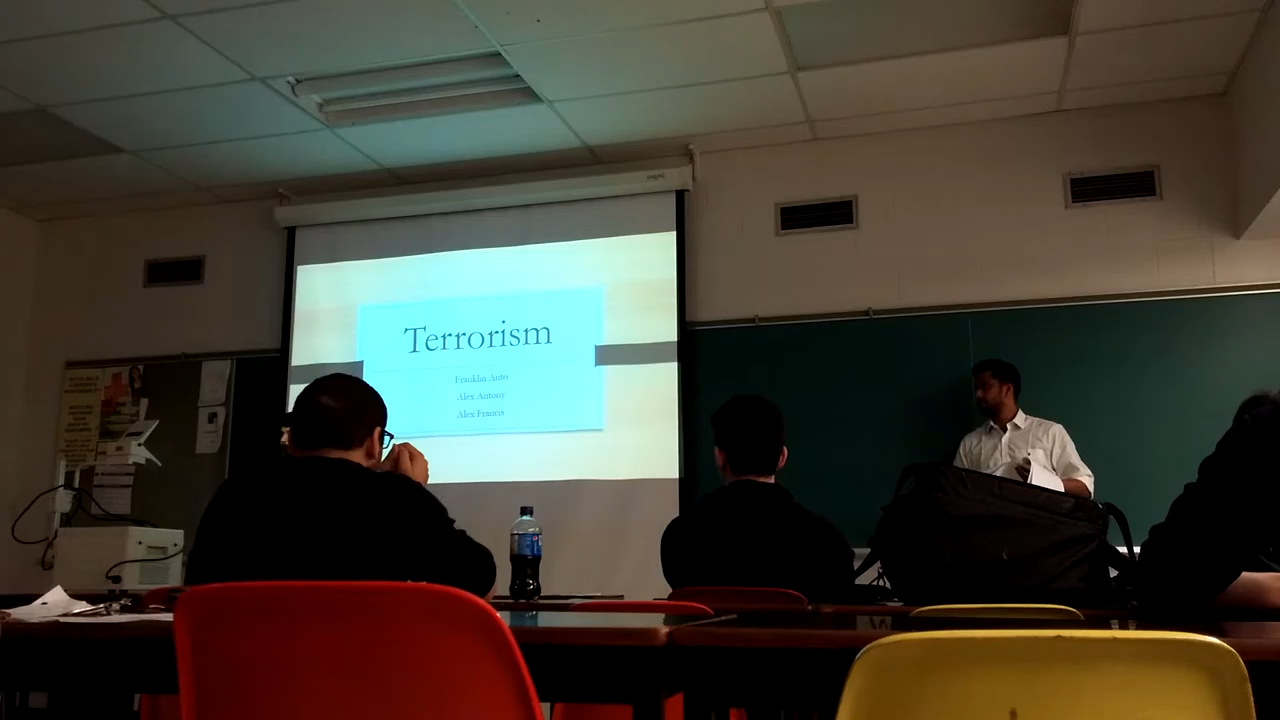 Terrorism
Franklin Auto
Alex Antony
Alex Francis